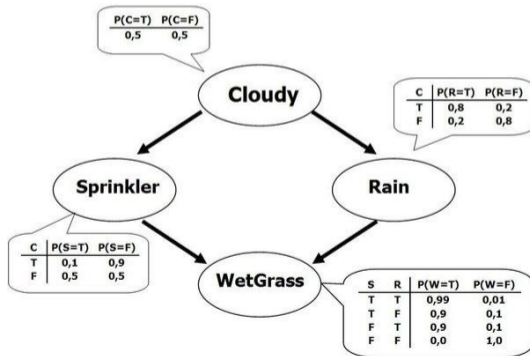 P(C=T) P(C=F)
0,5 0,5
Cloudy
C P(R=T) P(R=F)
T 0,8 0,2
F 0,2 0,8
Sprinkler
Rain
C P(S=T) P(S=F)
T 0,1 0,9
F 0,5 0,5
WetGrass
S R P(W=T) P(W=F)
T T 0,99 0,01
T F 0,9 0,1
F T 0,9 0,1
F F 0,0 1,0